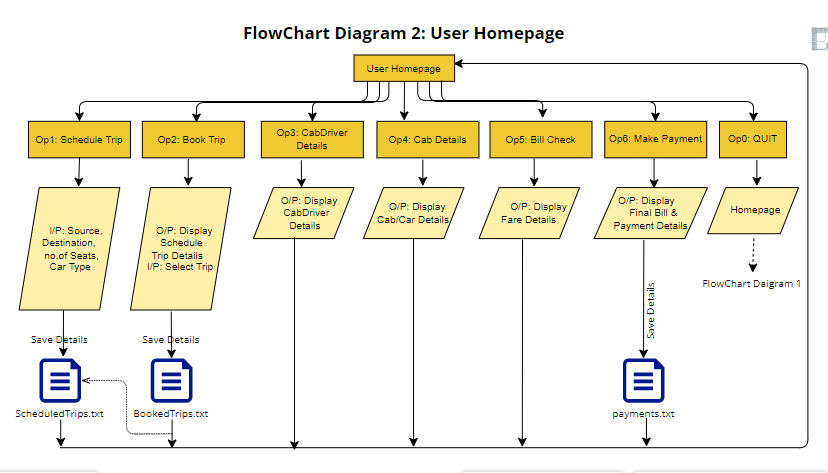 FlowChart Diagram 2: User Homepage
User Homepage
Op1: Schedule Trip
Op2: Book Trip
Op3: CabDriver
Details
Op4: Cab Details
Op5: Bill Check
Op6: Make Payment
Op0: QUIT
I/P: Source,
Destination,
no.of Seats,
Car Type
O/P: Display
Schedule
Trip Details
I/P: Select Trip
O/P: Display
CabDriver
Details
O/P: Display
Cab/Car Details
O/P: Display
Fare Details
O/P: Display
Final Bill &
Payment Details
Homepage
FlowChart Daigram 1
Save Details
Save Details
Save Details
ScheduledTrips.txt
BookedTrips.txt
payments.txt